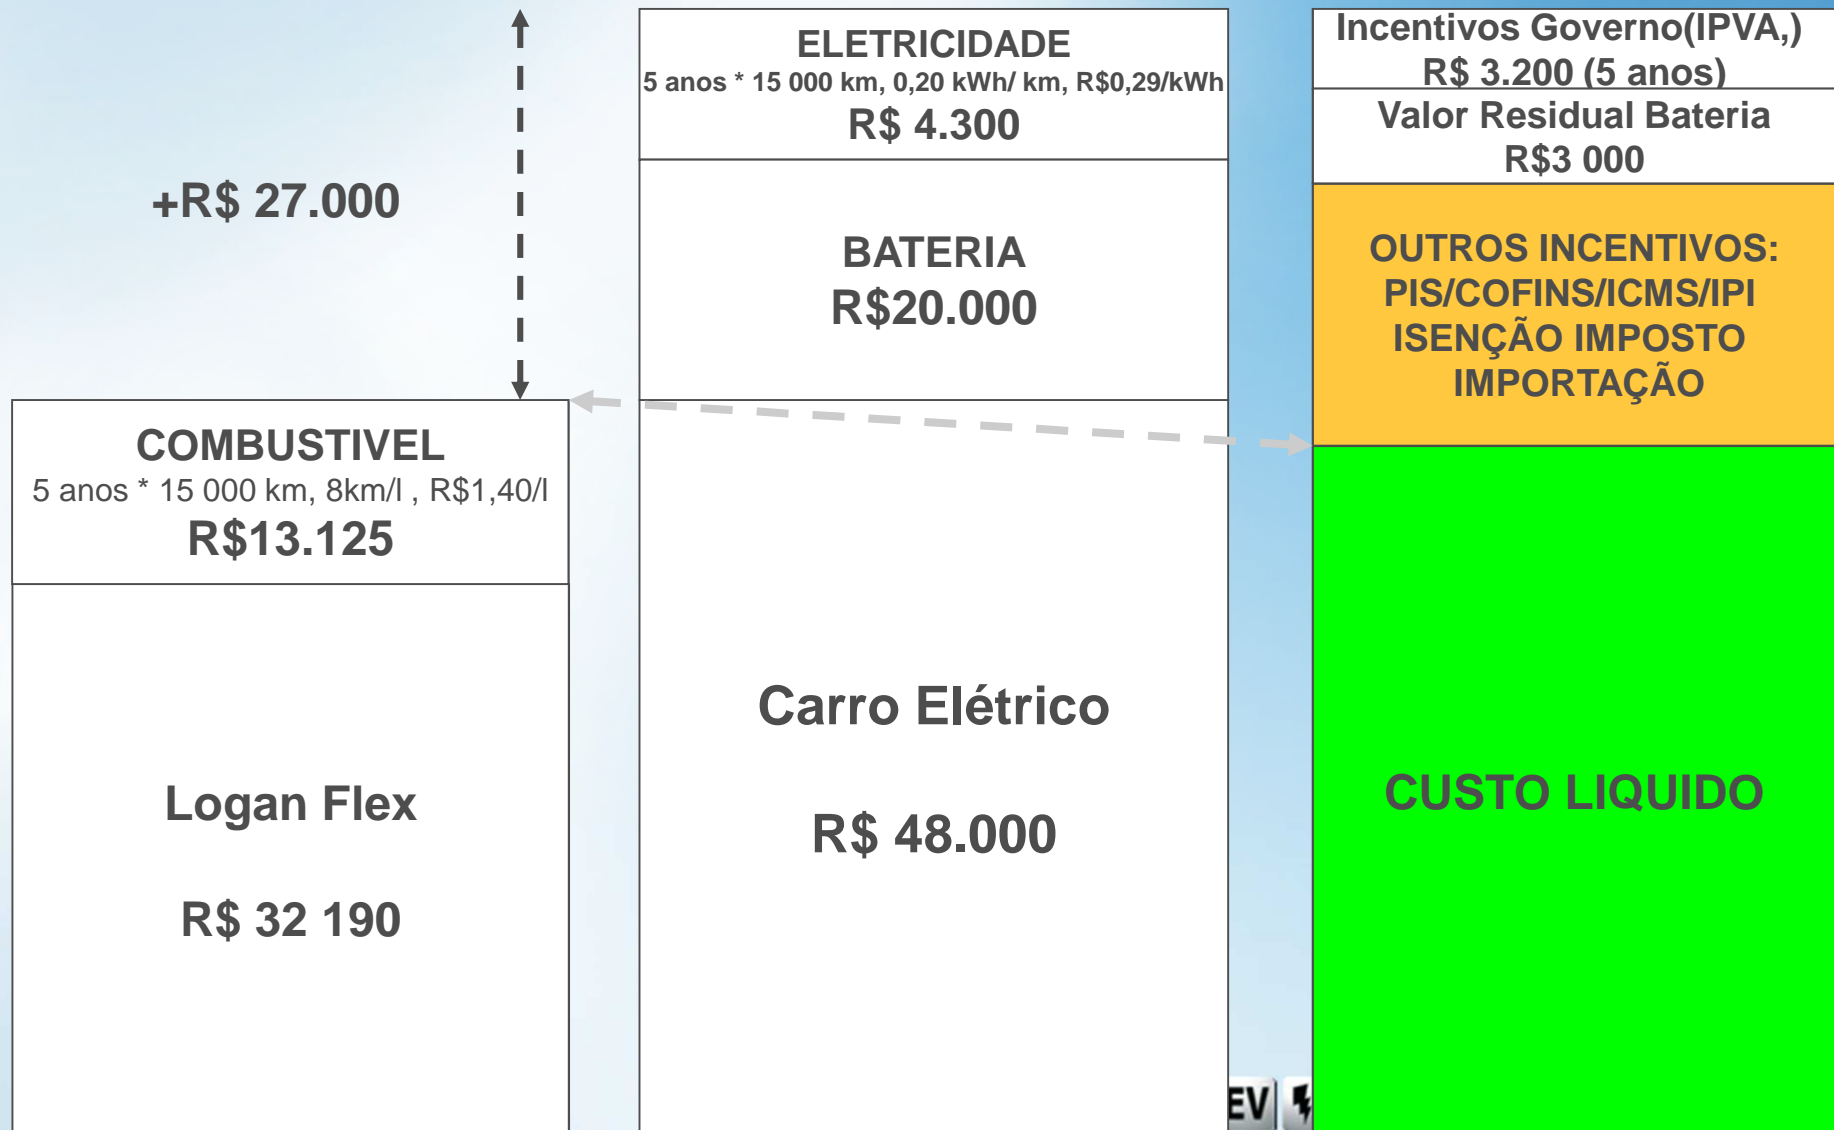 +R$ 27.000
COMBUSTIVEL
5 anos * 15 000 km, 8km/l , R$1,40/l
R$13.125
Logan Flex
R$ 32 190
ELETRICIDADE
5 anos * 15 000 km, 0,20 kWh/ km, R$0,29/kWh
R$ 4.300
BATERIA
R$20.000
Carro Elétrico
R$ 48.000
EV
Incentivos Governo(IPVA,)
R$ 3.200 (5 anos)
Valor Residual Bateria
R$3 000
OUTROS INCENTIVOS:
PIS/COFINS/ICMS/IPI
ISENÇÃO IMPOSTO
IMPORTAÇÃO
CUSTO LIQUIDO